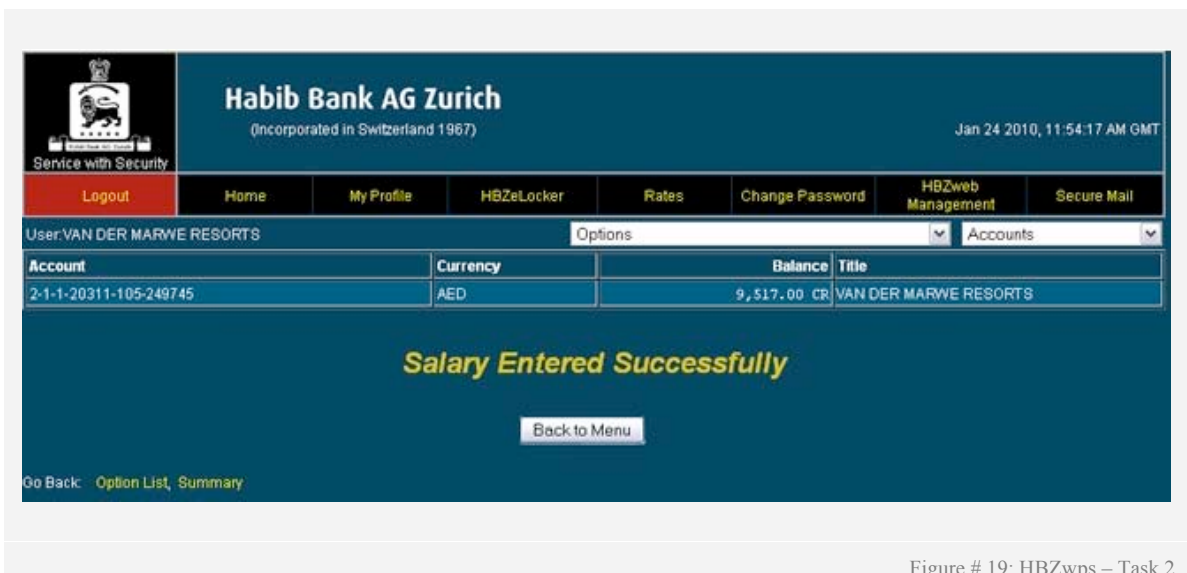 Habib Bank AG Zurich
(Incorporated in Switzerland 1967)
Jan 24 2010, 11:54:17 AM GMT
Service with Security
Logout Home My Profile HBZeLocker Rates Change Password HBZweb Management Secure Mail
User:VAN DER MARWE RESORTS Options Accounts
Account Currency Balance Title
2-1-1-20311-105-249745 AED 9,517.00 CR VAN DER MARWE RESORTS
Salary Entered Successfully
Back to Menu
Go Back: Option List, Summary
Figure # 19: HBZwps – Task 2